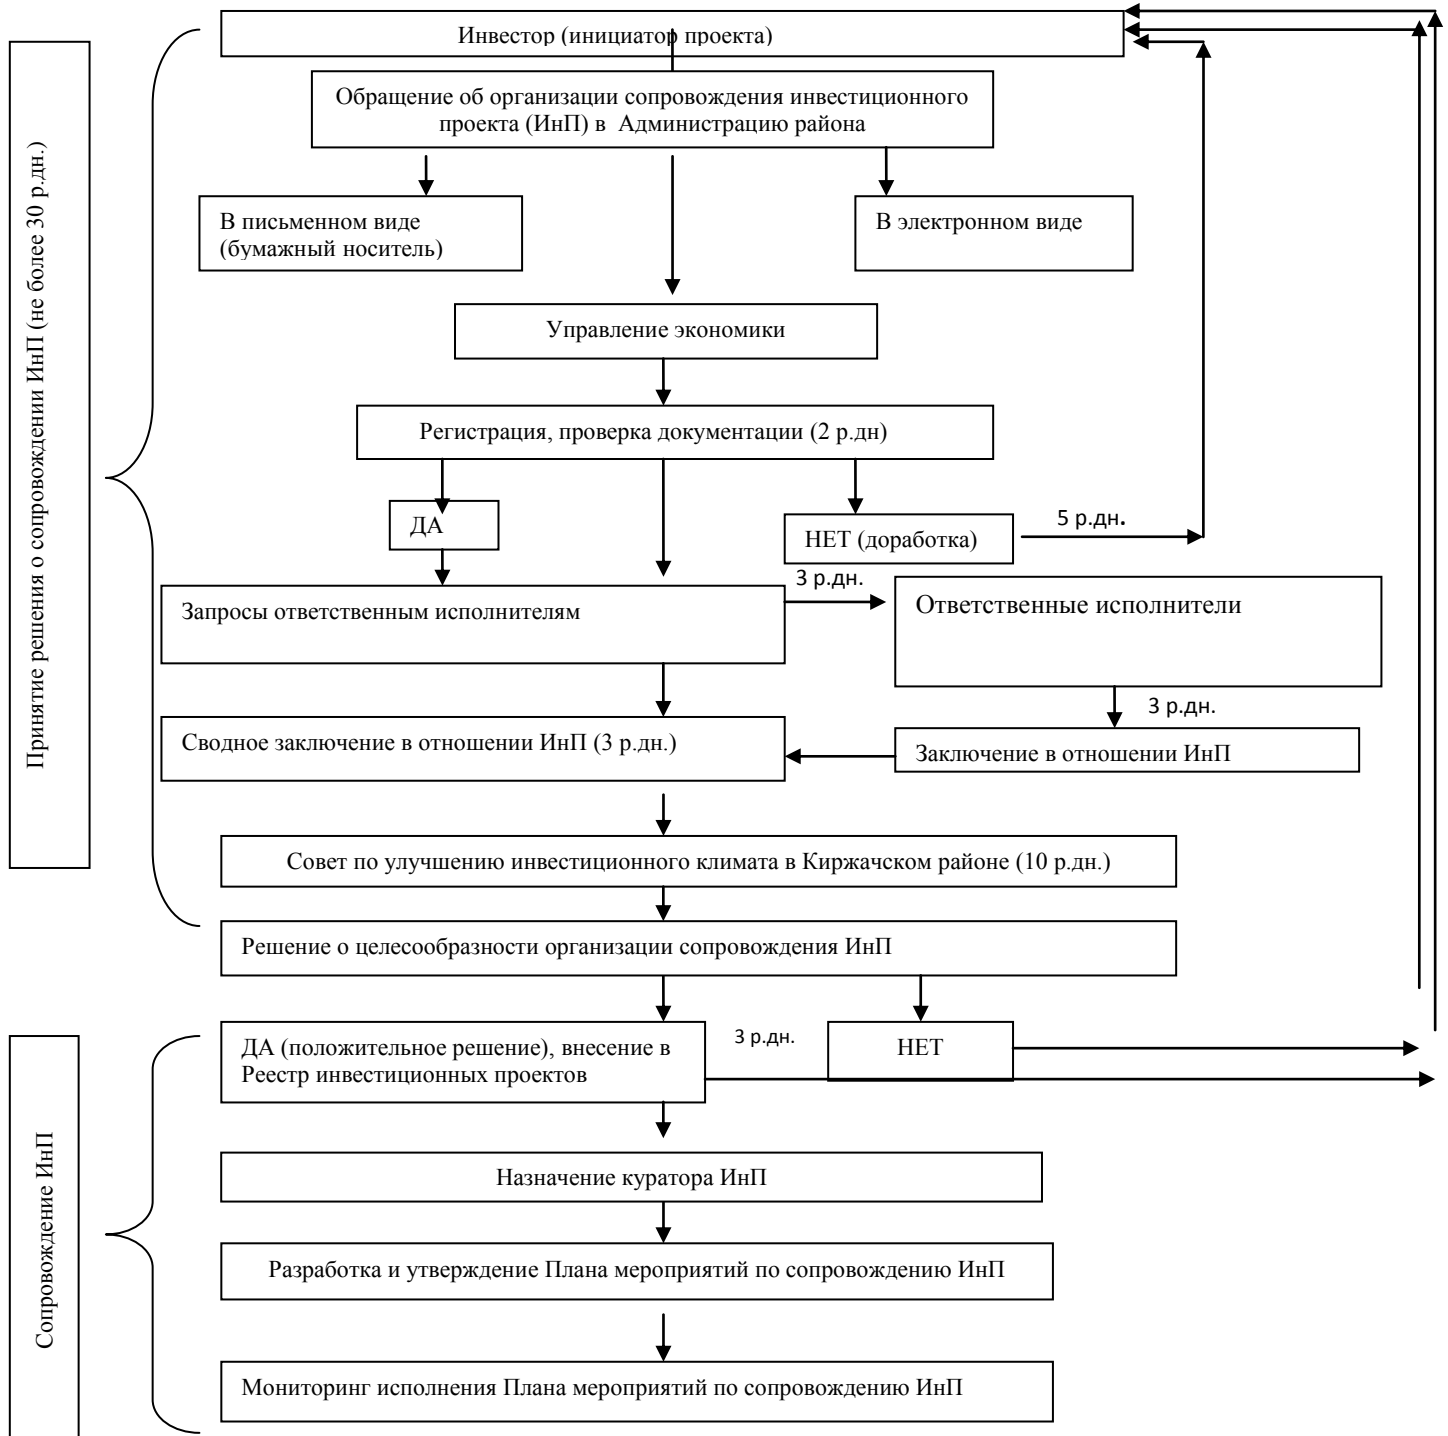 Инвестор (инициатор проекта)
Обращение об организации сопровождения инвестиционного
проекта (ИнП) в Администрацию района
Принятие решения о сопровождении ИнП (не более 30 р.дн.)
В письменном виде
(бумажный носитель)
В электронном виде
Управление экономики
Регистрация, проверка документации (2 р.дн)
ДА
НЕТ (доработка)
5 р.дн.
3 р.дн.
Запросы ответственным исполнителям
Ответственные исполнители
3 р.дн.
Сводное заключение в отношении ИнП (3 р.дн.)
Заключение в отношении ИнП
Совет по улучшению инвестиционного климата в Киржачском районе (10 р.дн.)
Решение о целесообразности организации сопровождения ИнП
Сопровождение ИнП
ДА (положительное решение), внесение в
Реестр инвестиционных проектов
3 р.дн.
НЕТ
Назначение куратора ИнП
Разработка и утверждение Плана мероприятий по сопровождению ИнП
Мониторинг исполнения Плана мероприятий по сопровождению ИнП